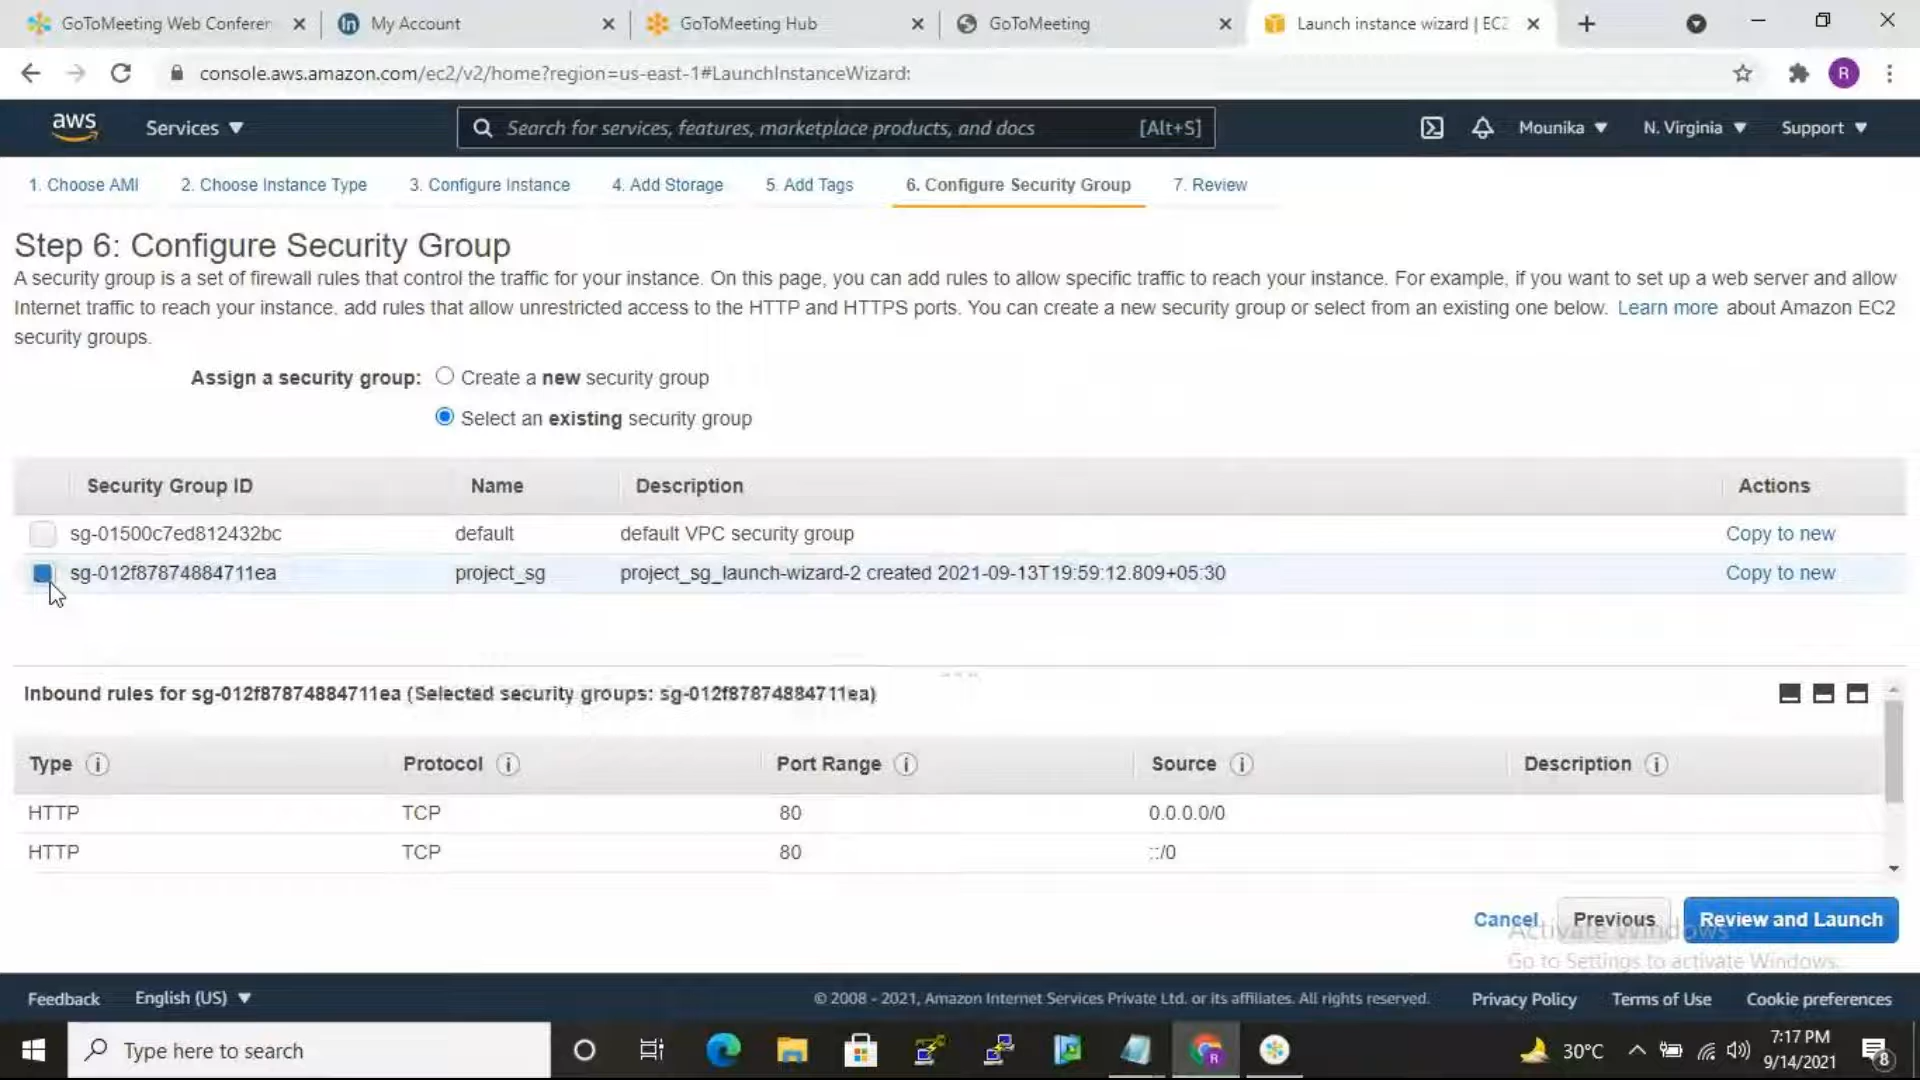 GoToMeeting Web Conferen
My Account
GoToMeeting Hub
GoToMeeting
Launch instance wizard | EC2
console.aws.amazon.com/ec2/v2/home?region=us-east-1#LaunchInstanceWizard:
R
aws
Services
Search for services, features, marketplace products, and docs
[Alt+S]
Mounika
N. Virginia
Support
1. Choose AMI
2. Choose Instance Type
3. Configure Instance
4. Add Storage
5. Add Tags
6. Configure Security Group
7. Review
Step 6: Configure Security Group
A security group is a set of firewall rules that control the traffic for your instance. On this page, you can add rules to allow specific traffic to reach your instance. For example, if you want to set up a web server and allow
Internet traffic to reach your instance, add rules that allow unrestricted access to the HTTP and HTTPS ports. You can create a new security group or select from an existing one below. Learn more about Amazon EC2
security groups.
Assign a security group:
Create a new security group
Select an existing security group
Security Group ID
Name
Description
Actions
sg-01500c7ed812432bc
default
default VPC security group
Copy to new
sg-012f87874884711ea
project_sg
project_sg_launch-wizard-2 created 2021-09-13T19:59:12.809+05:30
Copy to new
Inbound rules for sg-012f87874884711ea (Selected security groups: sg-012f87874884711ea)
Type
Protocol
Port Range
Source
Description
HTTP
TCP
80
0.0.0.0/0
HTTP
TCP
80
::/0
Cancel
Previous
Review and Launch
Activate Windows
Go to Settings to activate Windows.
Feedback
English (US)
© 2008 - 2021, Amazon Internet Services Private Ltd. or its affiliates. All rights reserved.
Privacy Policy
Terms of Use
Cookie preferences
Type here to search
30°C
7:17 PM
9/14/2021
8